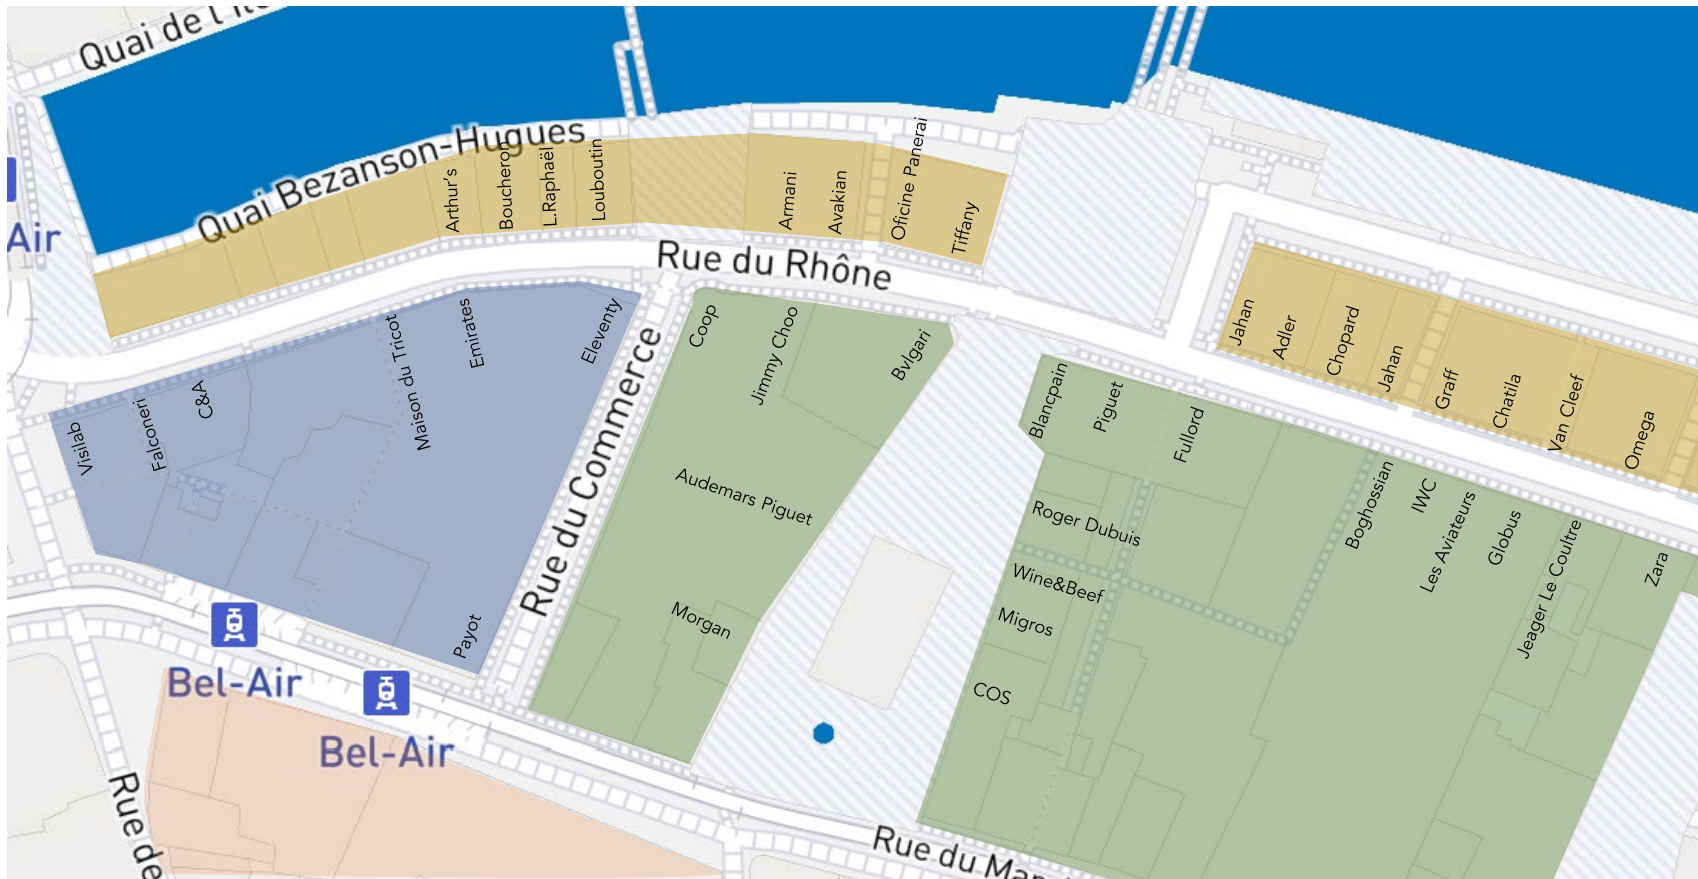 Quai de l'Île
Quai Bezanson-Hugues
Air
Arthur's
Boucheron
L.Raphaël
Louboutin
Armani
Avakian
Oficine Panerai
Tiffany
Rue du Rhône
Jahan
Adler
Chopard
Jahan
Graff
Chatila
Van Cleef
Omega
Visilab
Falconeri
C&A
Maison du Tricot
Emirates
Eleventy
Payot
Rue du Commerce
Coop
Jimmy Choo
Bvlgari
Audemars Piguet
Morgan
Blancpain
Piguet
Fullord
Roger Dubuis
Wine&Beef
Migros
COS
Boghossian
IWC
Les Aviateurs
Globus
Jeager Le Coultre
Zara
Bel-Air
Bel-Air
Rue de
Rue du Mar